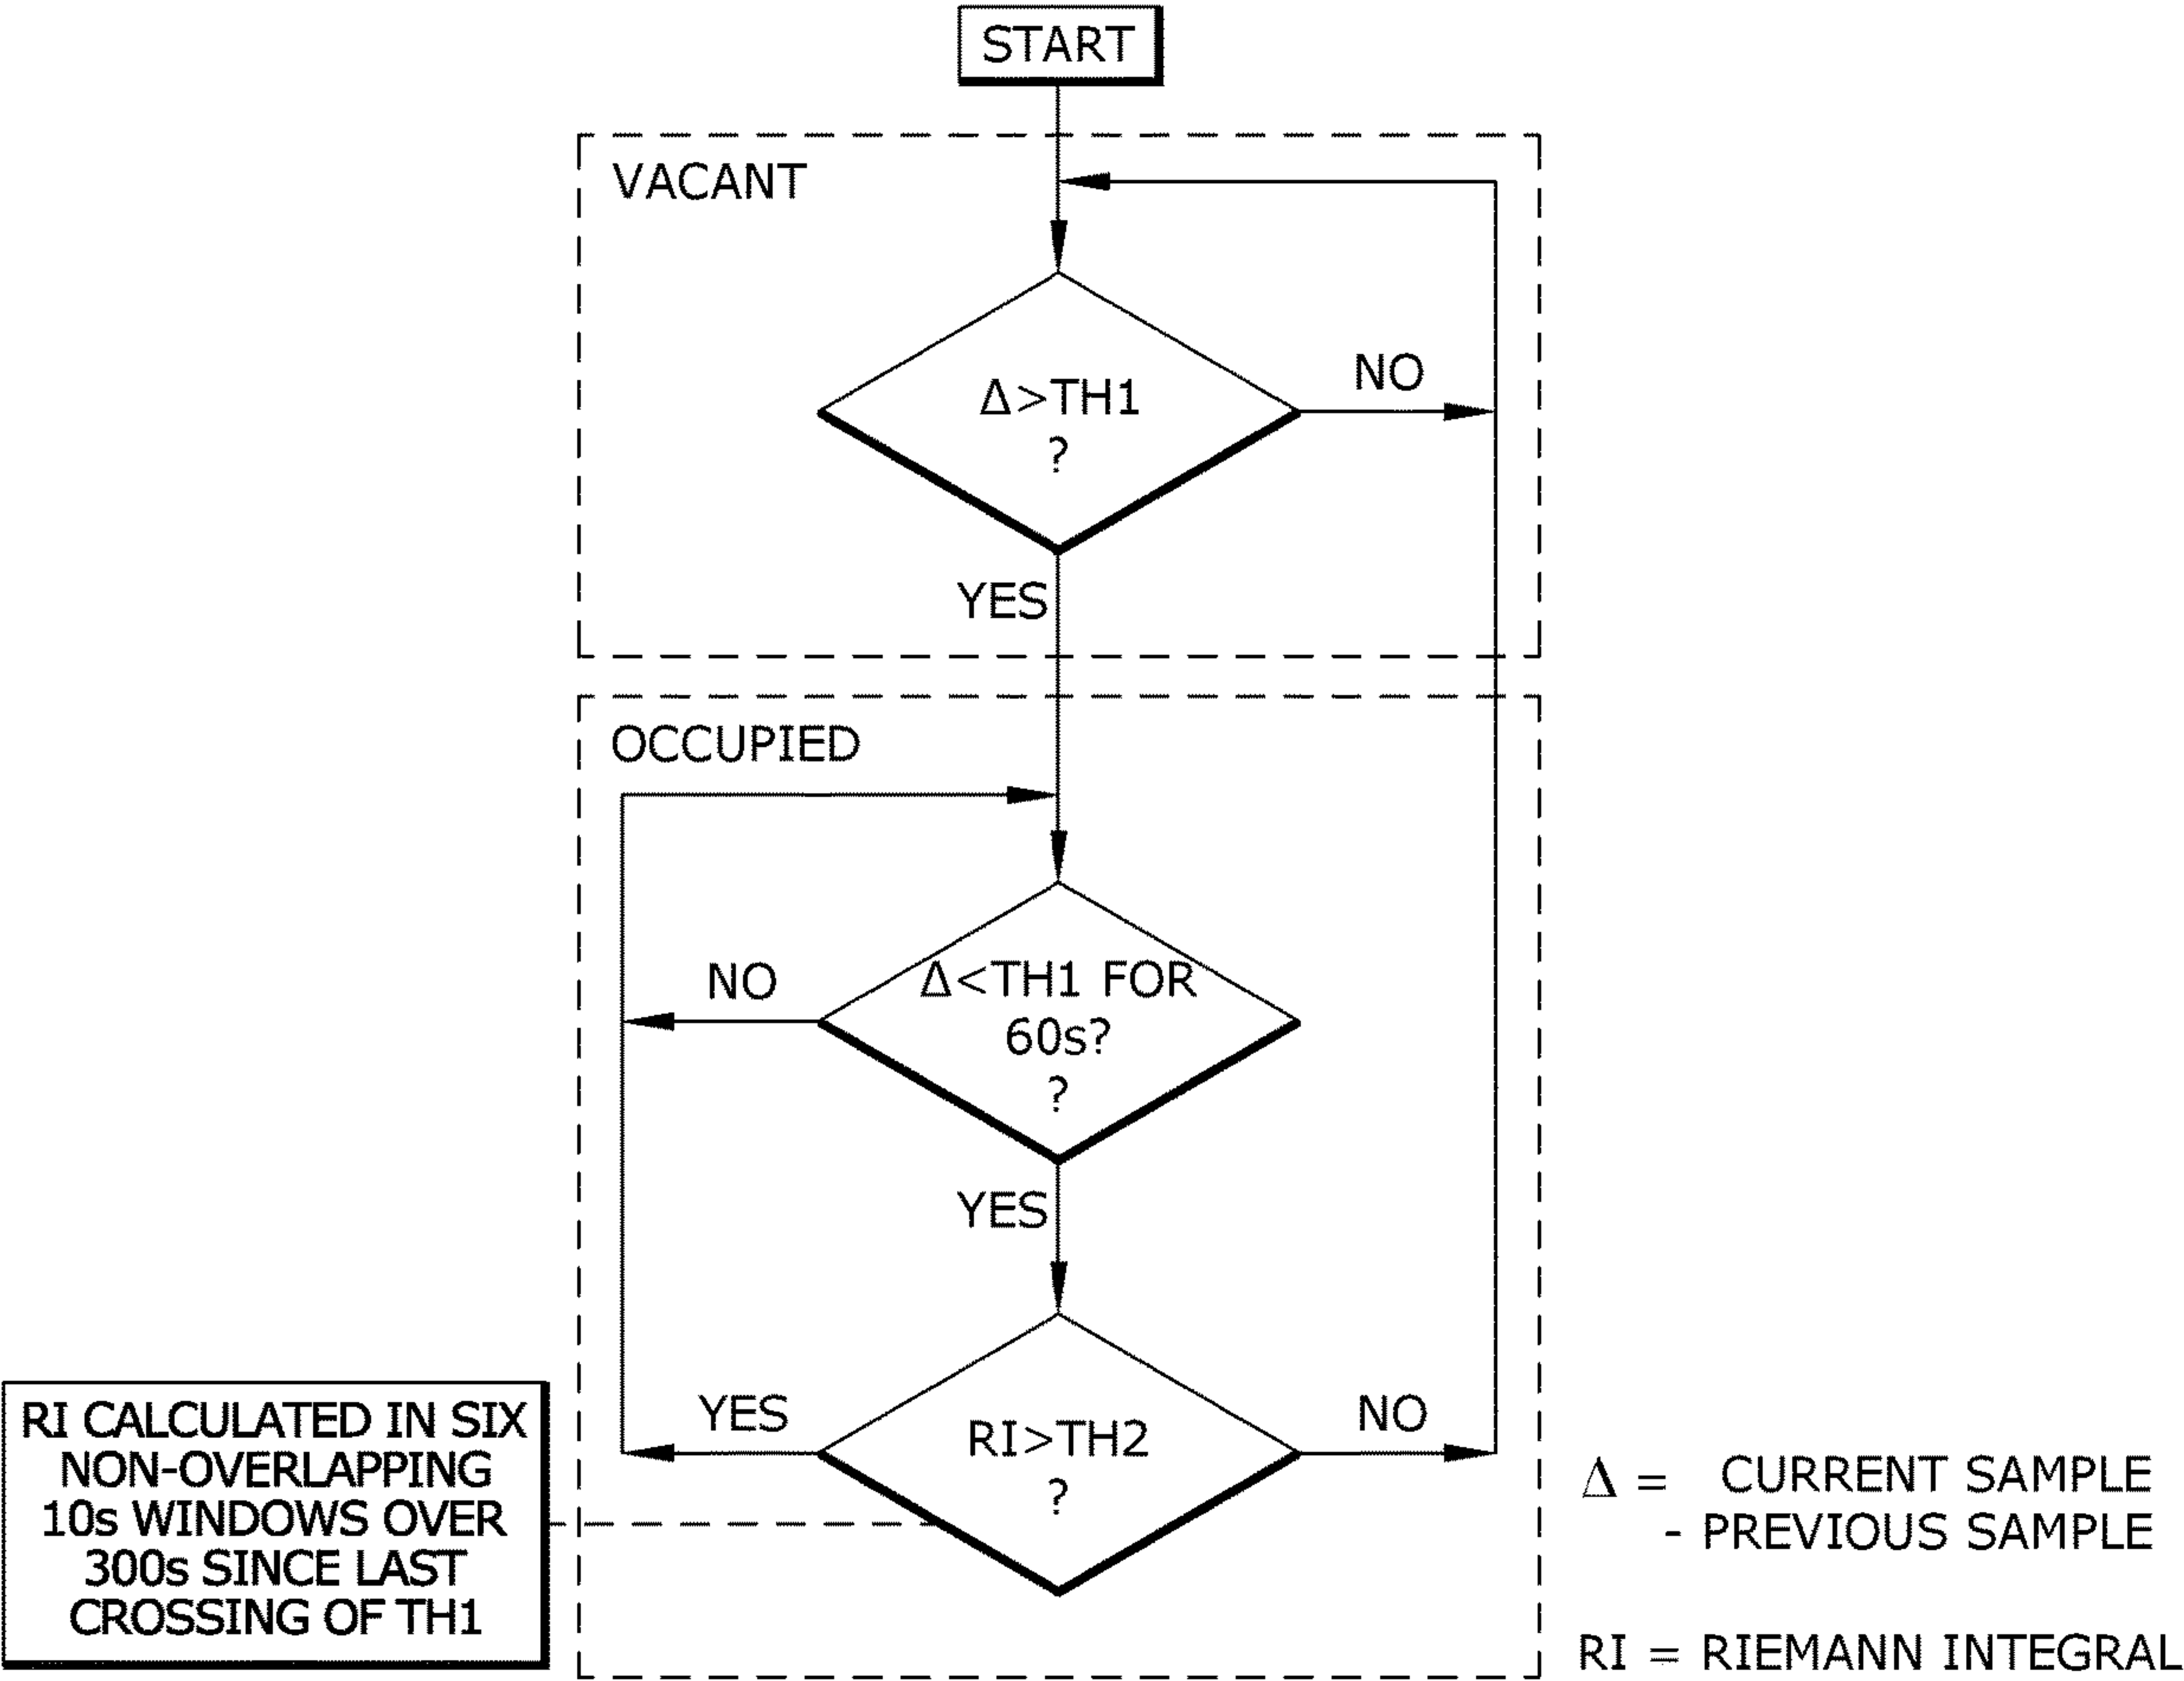 START
VACANT
Δ>TH1
?
NO
YES
OCCUPIED
Δ<TH1 FOR
60s?
?
NO
YES
RI>TH2
?
YES
NO
RI CALCULATED IN SIX
NON-OVERLAPPING
10s WINDOWS OVER
300s SINCE LAST
CROSSING OF TH1
Δ = CURRENT SAMPLE
- PREVIOUS SAMPLE
RI = RIEMANN INTEGRAL